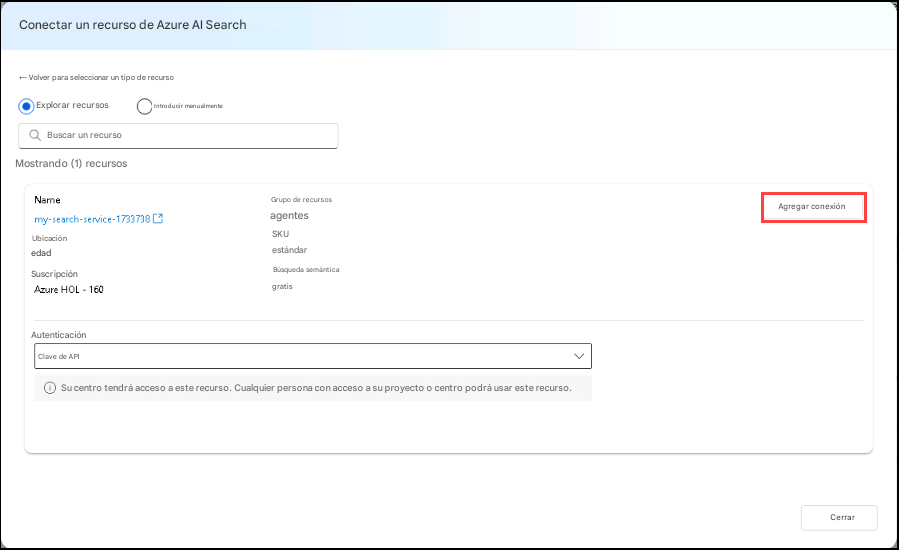 Conectar un recurso de Azure AI Search
← Volver para seleccionar un tipo de recurso
Explorar recursos
Introducir manualmente
Buscar un recurso
Mostrando (1) recursos
Name
my-search-service-1733738
Ubicación
edad
Suscripción
Azure HOL - 160
Grupo de recursos
agentes
SKU
estándar
Búsqueda semántica
gratis
Agregar conexión
Autenticación
Clave de API
Su centro tendrá acceso a este recurso. Cualquier persona con acceso a su proyecto o centro podrá usar este recurso.
Cerrar